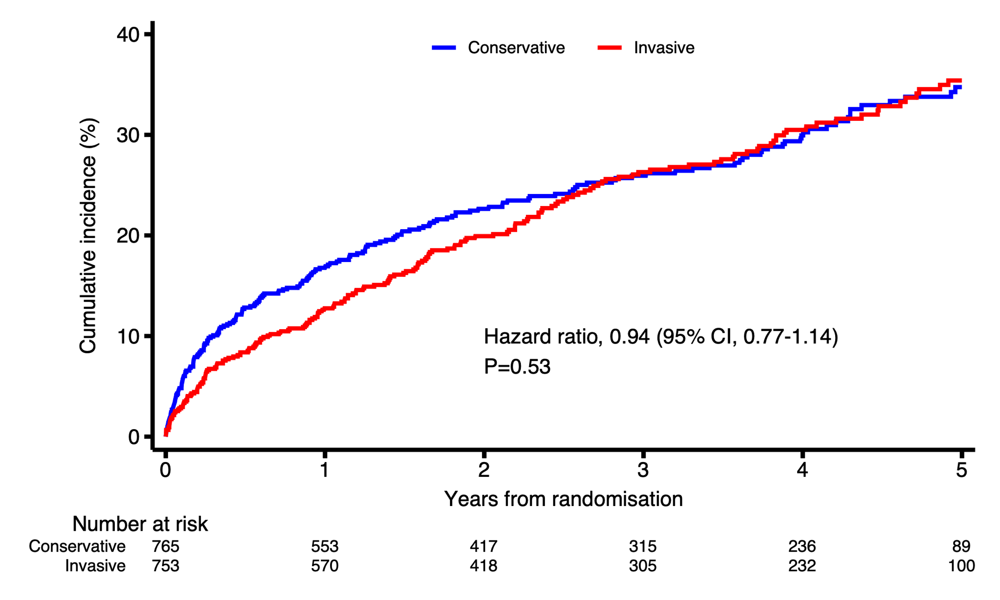 40
Conservative Invasive
30
20
10
0
Cumulative incidence (%)
Hazard ratio, 0.94 (95% CI, 0.77-1.14)
P=0.53
0 1 2 3 4 5
Years from randomisation
Number at risk
Conservative 765 553 417 315 236 89
Invasive 753 570 418 305 232 100